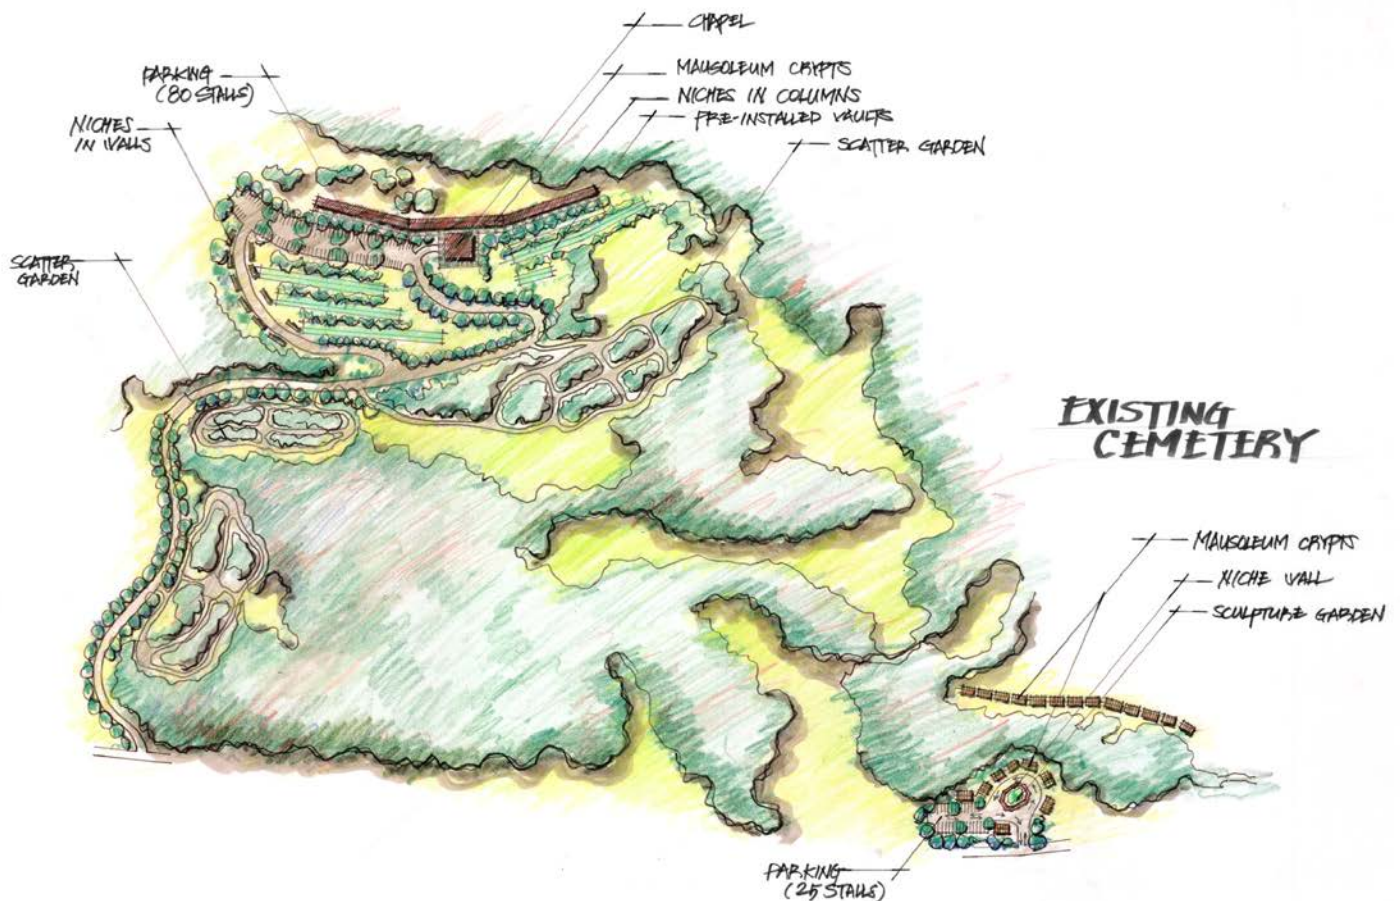 CHAPEL
MAUSOLEUM CRYPTS
NICHES IN COLUMNS
PRE-INSTALLED VAULTS
SCATTER GARDEN
PARKING
(80 STALLS)
NICHES
IN WALLS
SCATTER
GARDEN
EXISTING
CEMETERY
MAUSOLEUM CRYPTS
NICHE WALL
SCULPTURE GARDEN
PARKING
(25 STALLS)